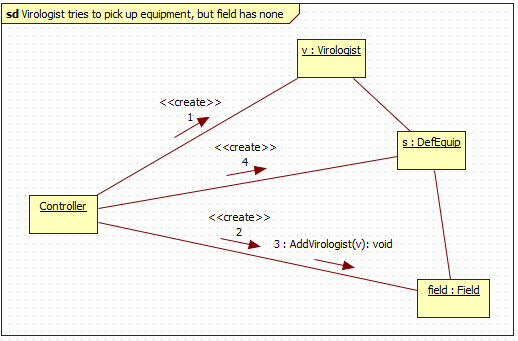 sd Virologist tries to pick up equipment, but field has none
v : Virologist
<<create>>
1
s : DefEquip
<<create>>
4
Controller
<<create>>
2
3 : AddVirologist(v): void
field : Field